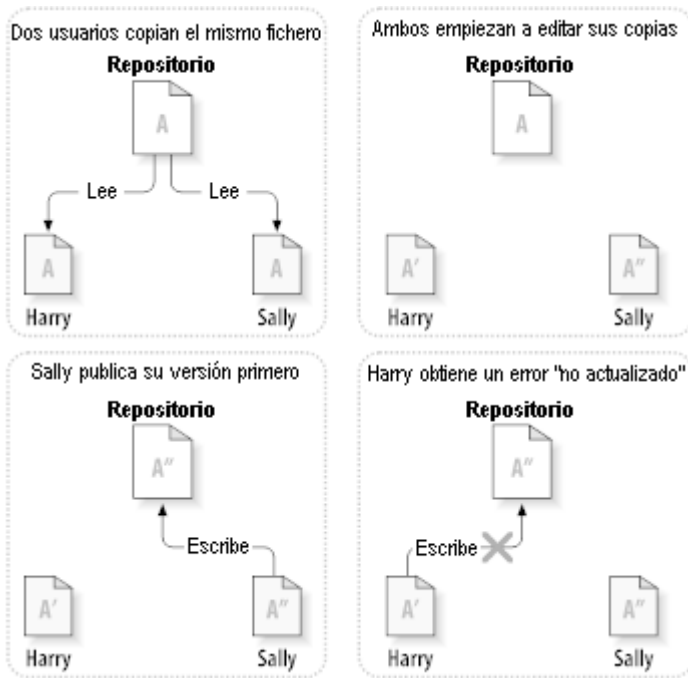 Dos usuarios copian el mismo fichero
Repositorio
A
Lee
Lee
A
A
Harry
Sally
Ambos empiezan a editar sus copias
Repositorio
A
A'
A"
Harry
Sally
Sally publica su versión primero
Repositorio
A"
Escribe
A'
A"
Harry
Sally
Harry obtiene un error "no actualizado"
Repositorio
A"
Escribe
A'
A"
Harry
Sally